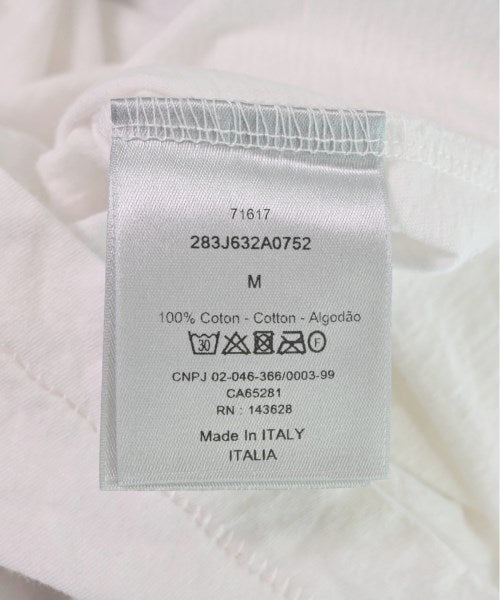 71617
283J632A0752
M
100% Coton - Cotton - Algodão
30 F
CNPJ 02-046-366/0003-99
CA65281
RN : 143628
Made In ITALY
ITALIA